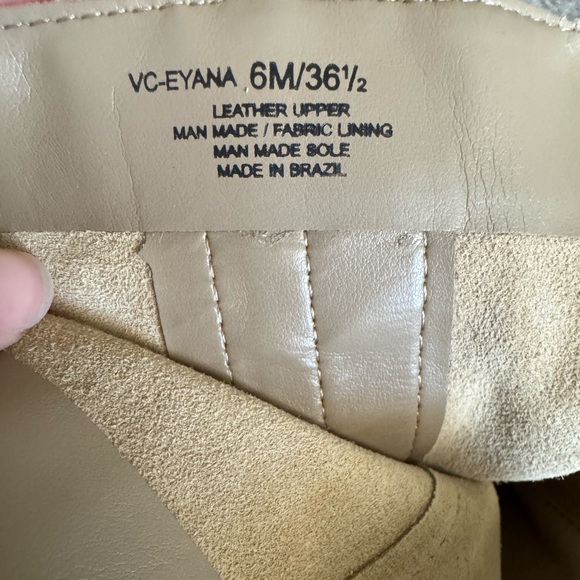 VC-EYANA 6M/36½
LEATHER UPPER
MAN MADE / FABRIC LINING
MAN MADE SOLE
MADE IN BRAZIL